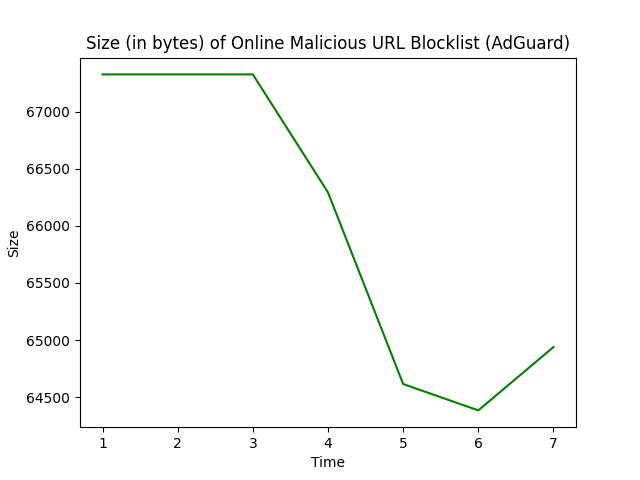 Size (in bytes) of Online Malicious URL Blocklist (AdGuard)
67000
66500
66000
65500
65000
64500
Size
1 2 3 4 5 6 7
Time